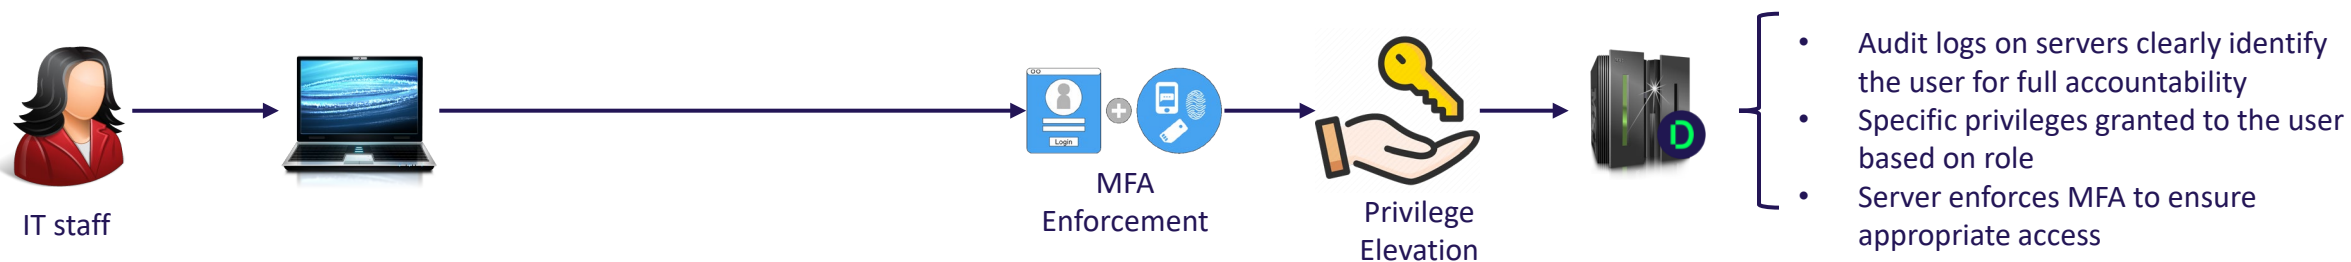 IT staff
Login
MFA
Enforcement
Privilege
Elevation
D
• Audit logs on servers clearly identify
the user for full accountability
• Specific privileges granted to the user
based on role
• Server enforces MFA to ensure
appropriate access